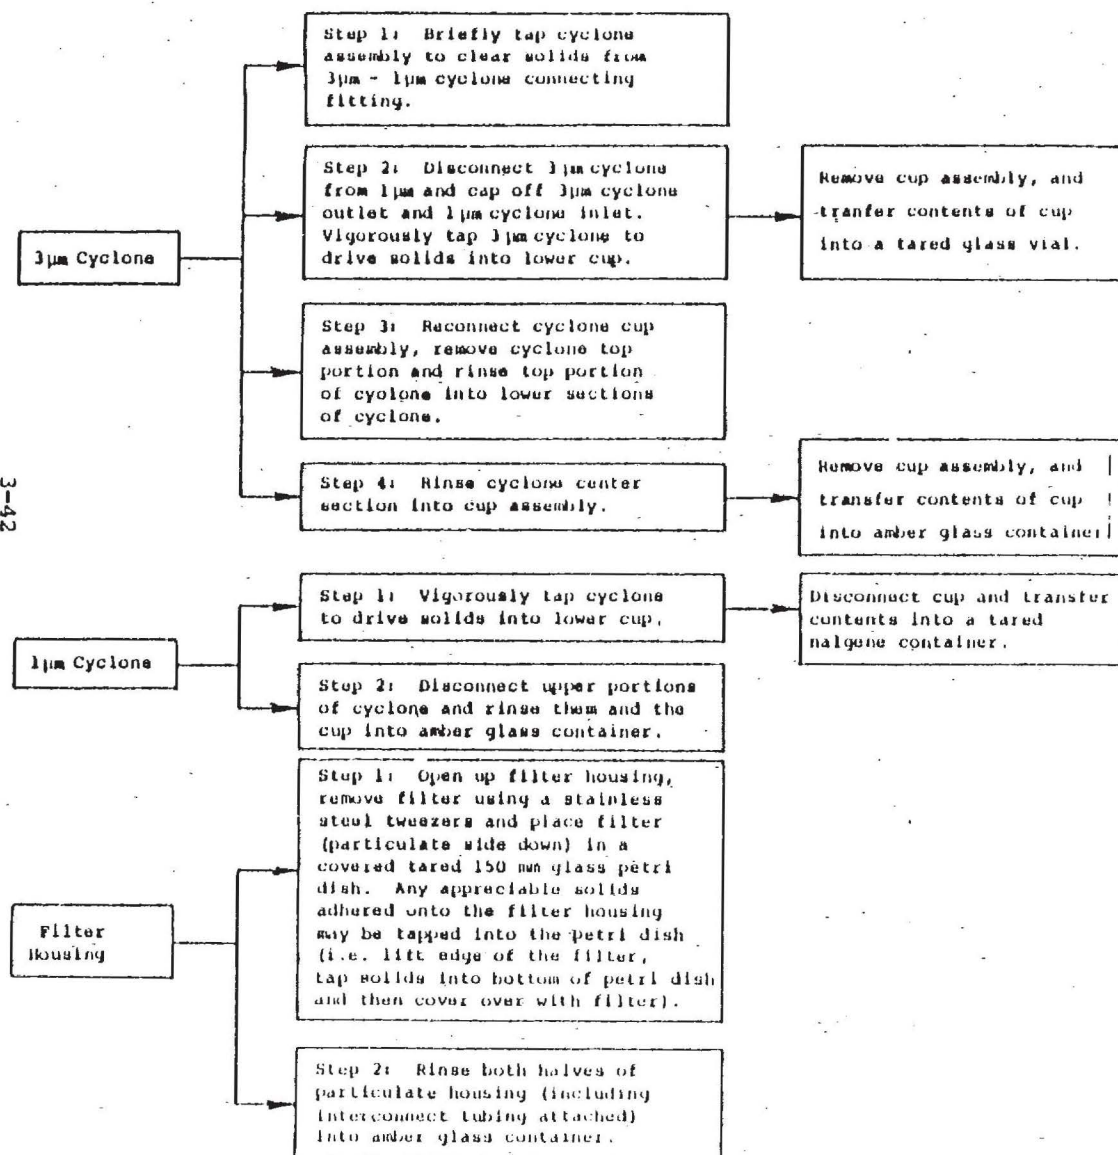 3µm Cyclone
Step 1: Briefly tap cyclone
assembly to clear solids from
3µm - 1µm cyclone connecting
fitting.
Step 2: Disconnect 3µm cyclone
from 1µm and cap off 3µm cyclone
outlet and 1µm cyclone inlet.
Vigorously tap 3µm cyclone to
drive solids into lower cup.
Remove cup assembly, and
tranfer contents of cup
into a tared glass vial.
Step 3: Reconnect cyclone cup
assembly, remove cyclone top
portion and rinse top portion
of cyclone into lower sections
of cyclone.
Step 4: Rinse cyclone center
section into cup assembly.
Remove cup assembly, and
transfer contents of cup
into amber glass container
3-42
1µm Cyclone
Step 1: Vigorously tap cyclone
to drive solids into lower cup.
Disconnect cup and transfer
contents into a tared
nalgene container.
Step 2: Disconnect upper portions
of cyclone and rinse them and the
cup into amber glass container.
Filter
Housing
Step 1: Open up filter housing,
remove filter using a stainless
steel tweezers and place filter
(particulate side down) in a
covered tared 150 mm glass petri
dish. Any appreciable solids
adhered onto the filter housing
may be tapped into the petri dish
(i.e. lift edge of the filter,
tap solids into bottom of petri dish
and then cover over with filter).
Step 2: Rinse both halves of
particulate housing (including
interconnect tubing attached)
into amber glass container.